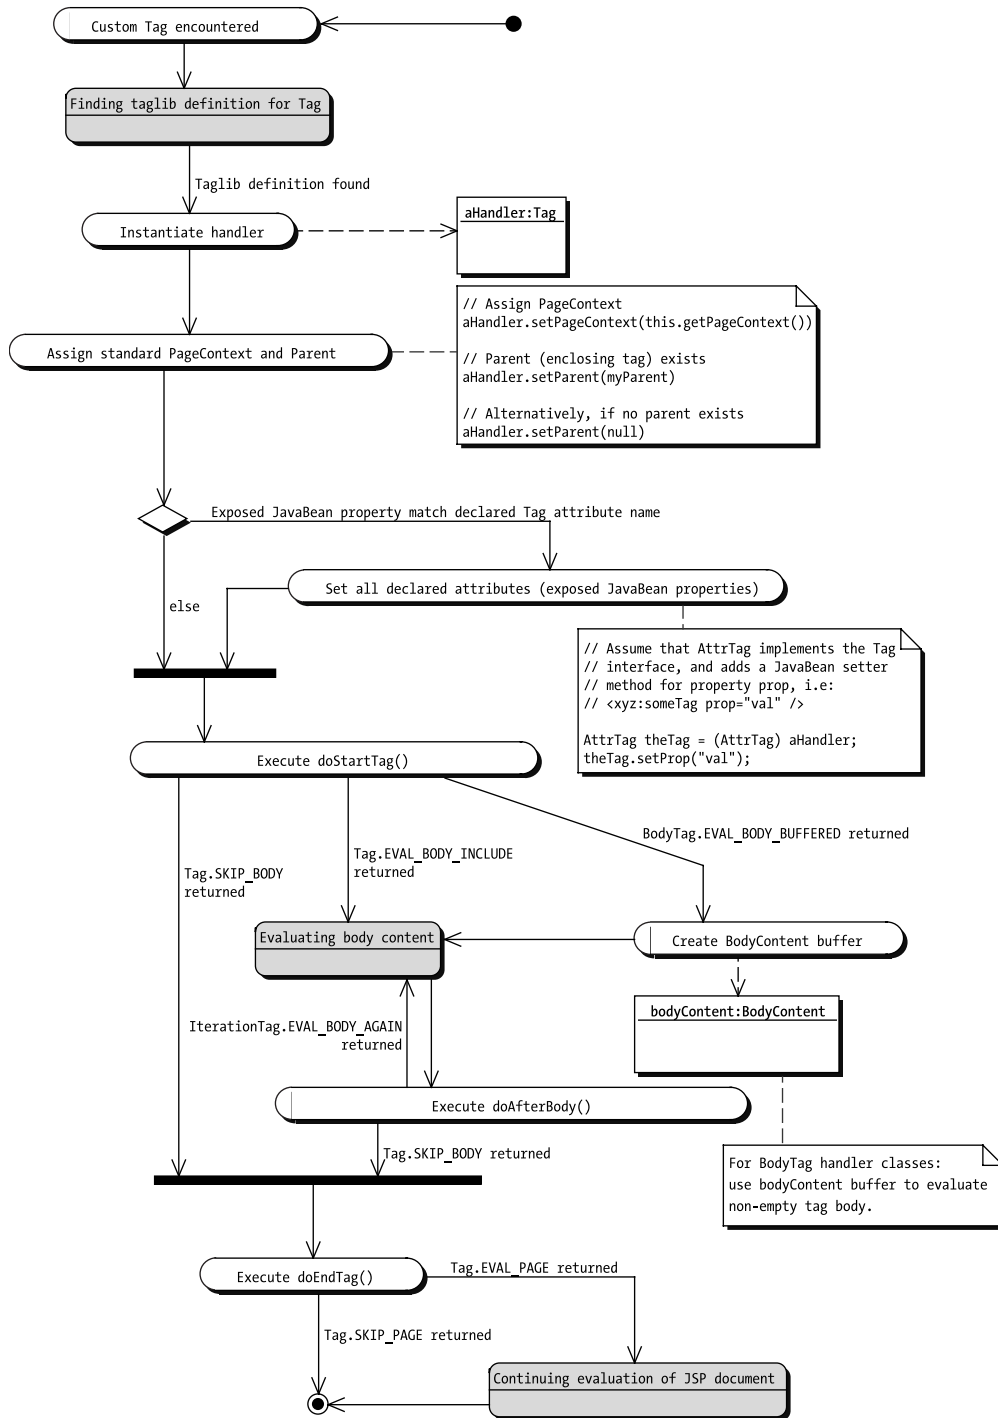 Custom Tag encountered
Finding taglib definition for Tag
Taglib definition found
Instantiate handler
aHandler:Tag
// Assign PageContext
aHandler.setPageContext(this.getPageContext())
// Parent (enclosing tag) exists
aHandler.setParent(myParent)
// Alternatively, if no parent exists
aHandler.setParent(null)
Assign standard PageContext and Parent
Exposed JavaBean property match declared Tag attribute name
Set all declared attributes (exposed JavaBean properties)
else
// Assume that AttrTag implements the Tag
// interface, and adds a JavaBean setter
// method for property prop, i.e:
// <xyz:someTag prop="val" />
AttrTag theTag = (AttrTag) aHandler;
theTag.setProp("val");
Execute doStartTag()
BodyTag.EVAL_BODY_BUFFERED returned
Tag.EVAL_BODY_INCLUDE
returned
Tag.SKIP_BODY
returned
Evaluating body content
Create BodyContent buffer
bodyContent:BodyContent
IterationTag.EVAL_BODY_AGAIN
returned
Execute doAfterBody()
Tag.SKIP_BODY returned
For BodyTag handler classes:
use bodyContent buffer to evaluate
non-empty tag body.
Execute doEndTag()
Tag.EVAL_PAGE returned
Tag.SKIP_PAGE returned
Continuing evaluation of JSP document